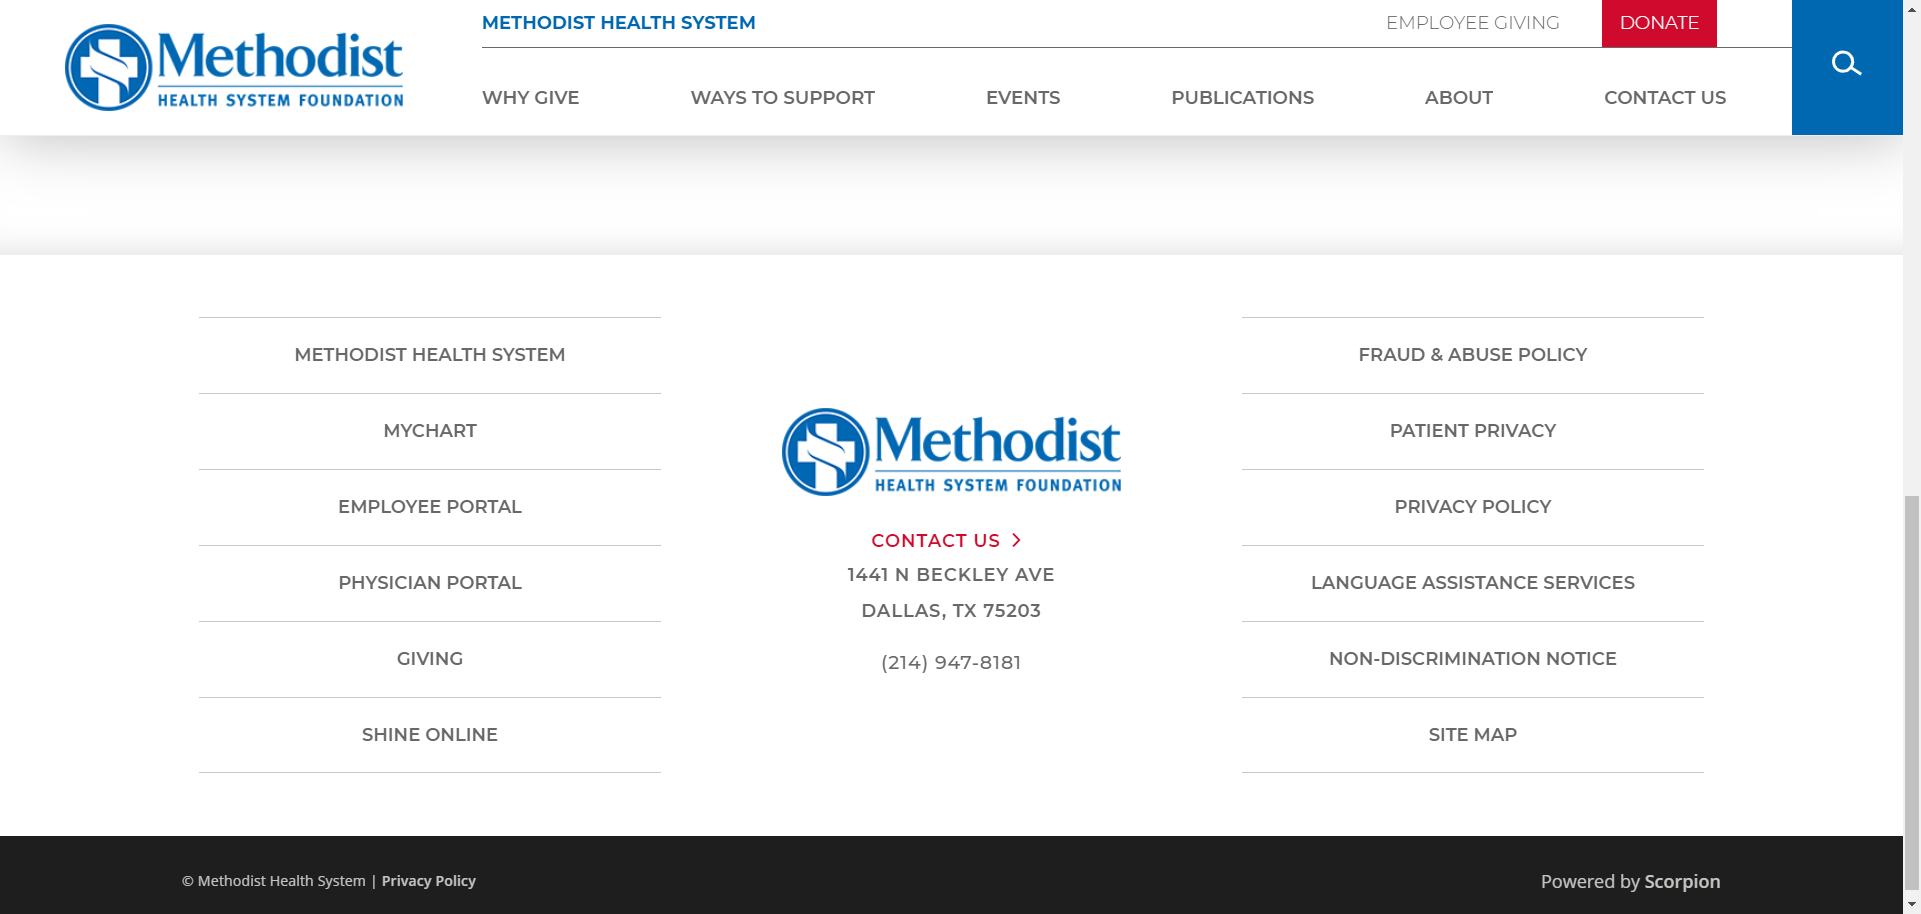 Methodist
HEALTH SYSTEM FOUNDATION
METHODIST HEALTH SYSTEM
EMPLOYEE GIVING
DONATE
WHY GIVE
WAYS TO SUPPORT
EVENTS
PUBLICATIONS
ABOUT
CONTACT US
METHODIST HEALTH SYSTEM
MYCHART
EMPLOYEE PORTAL
PHYSICIAN PORTAL
GIVING
SHINE ONLINE
Methodist
HEALTH SYSTEM FOUNDATION
CONTACT US
1441 N BECKLEY AVE
DALLAS, TX 75203
(214) 947-8181
FRAUD & ABUSE POLICY
PATIENT PRIVACY
PRIVACY POLICY
LANGUAGE ASSISTANCE SERVICES
NON-DISCRIMINATION NOTICE
SITE MAP
© Methodist Health System | Privacy Policy
Powered by Scorpion